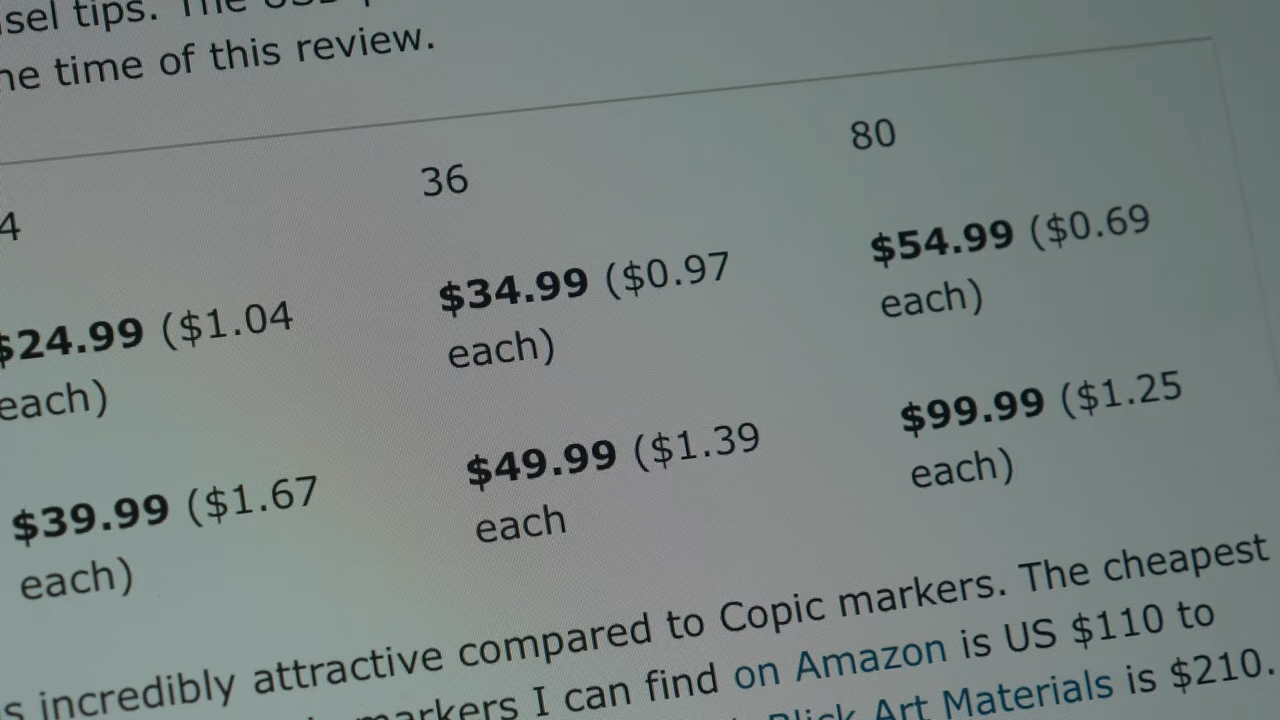 sel tips. The USD
he time of this review.
4 36 80
$24.99 ($1.04 $34.99 ($0.97 $54.99 ($0.69
each) each) each)
$39.99 ($1.67 $49.99 ($1.39 $99.99 ($1.25
each) each each)
s incredibly attractive compared to Copic markers. The cheapest
markers I can find on Amazon is US $110 to
Blick Art Materials is $210.